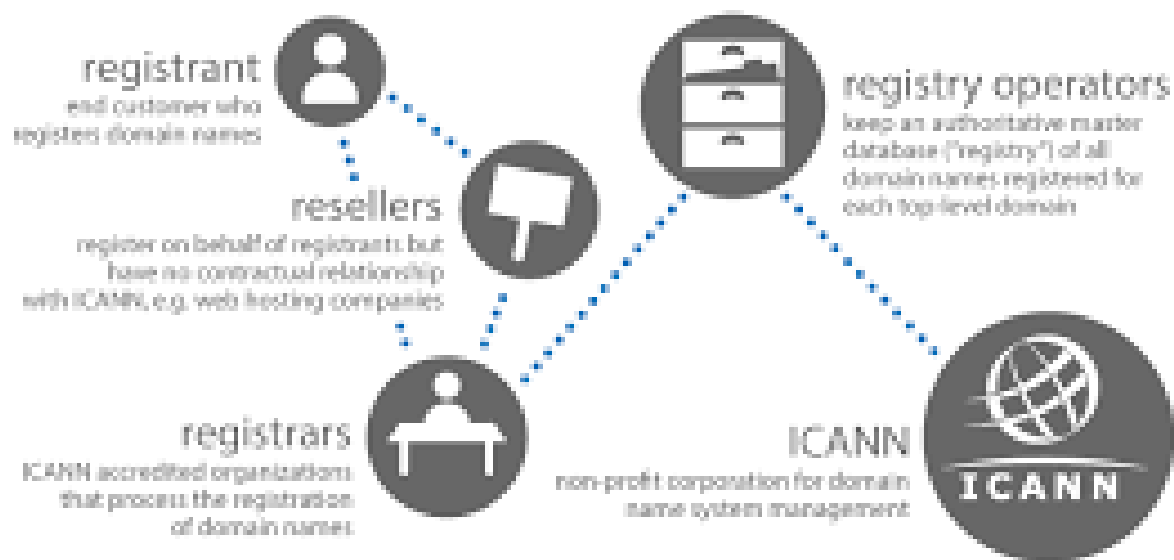 registrant
end customer who
registers domain names
resellers
register on behalf of registrants but
have no contractual relationship
with ICANN, e.g. web hosting companies
registrars
ICANN accredited organizations
that process the registration
of domain names
registry operators
keep an authoritative master
database ("registry") of all
domain names registered for
each top-level domain
ICANN
non-profit corporation for domain
name system management
ICANN